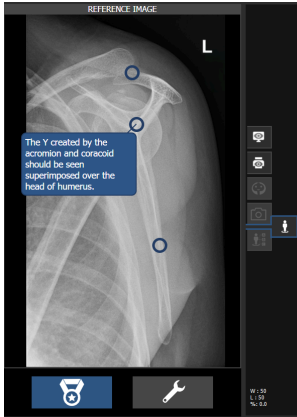 REFERENCE IMAGE
L
The Y created by the
acromion and coracoid
should be seen
superimposed over the
head of humerus.
W : 50
L : 50
%: 0.0